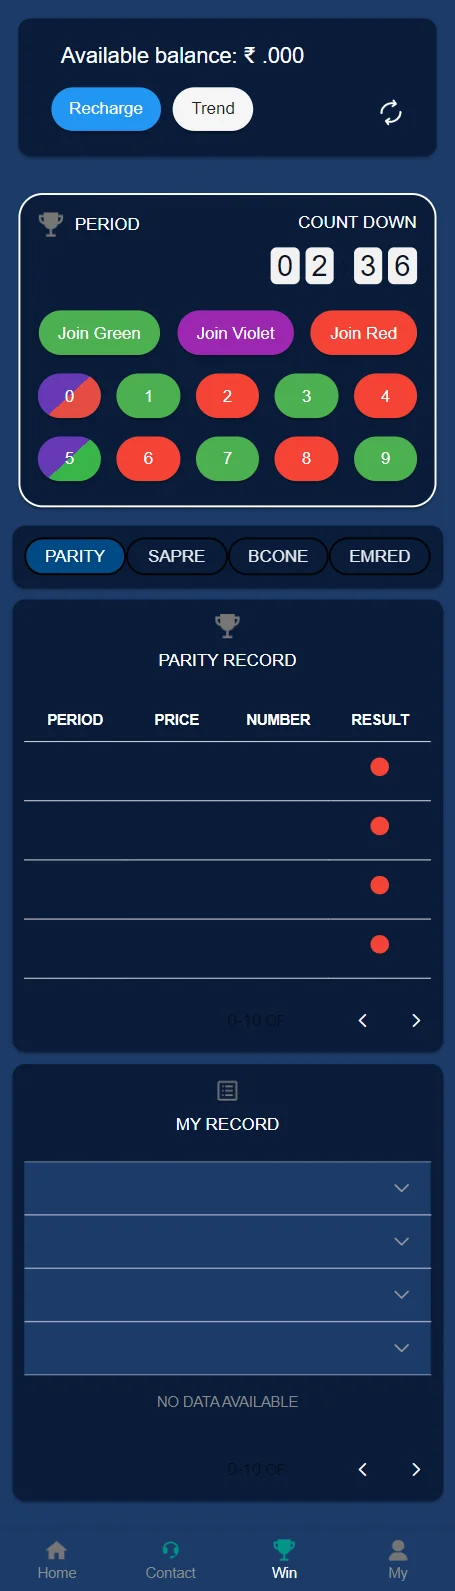 Available balance: ₹ .000
Recharge Trend
PERIOD COUNT DOWN
0 2 3 6
Join Green Join Violet Join Red
0 1 2 3 4
5 6 7 8 9
PARITY SAPRE BCONE EMRED
PARITY RECORD
PERIOD PRICE NUMBER RESULT
0-10 OF
MY RECORD
NO DATA AVAILABLE
0-10 OF
Home Contact Win My